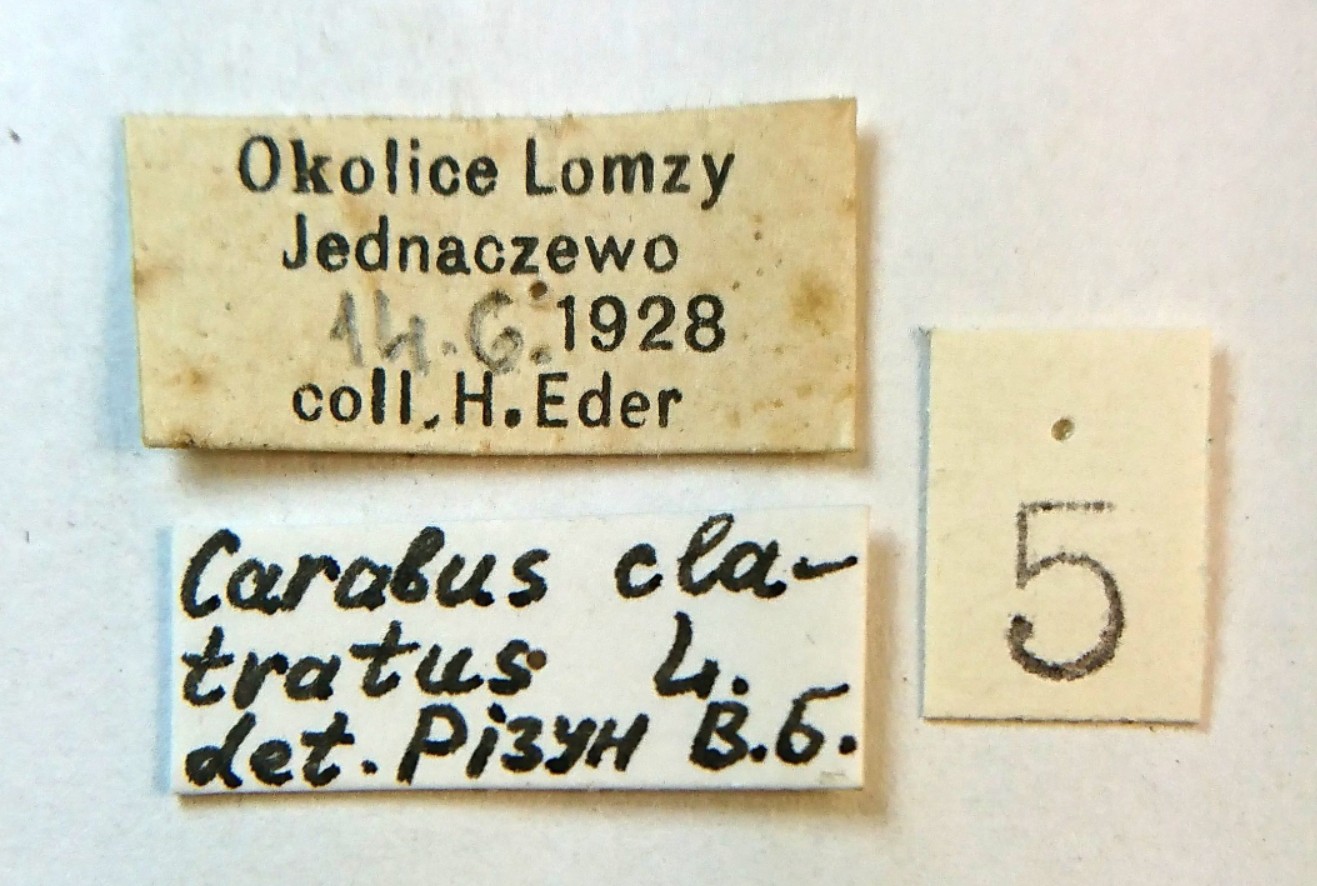 Okolice Lomzy
Jednaczewo
14.6.1928
coll. H. Eder
Carabus cla-
tratus L.
det. Різун В.Б.
5